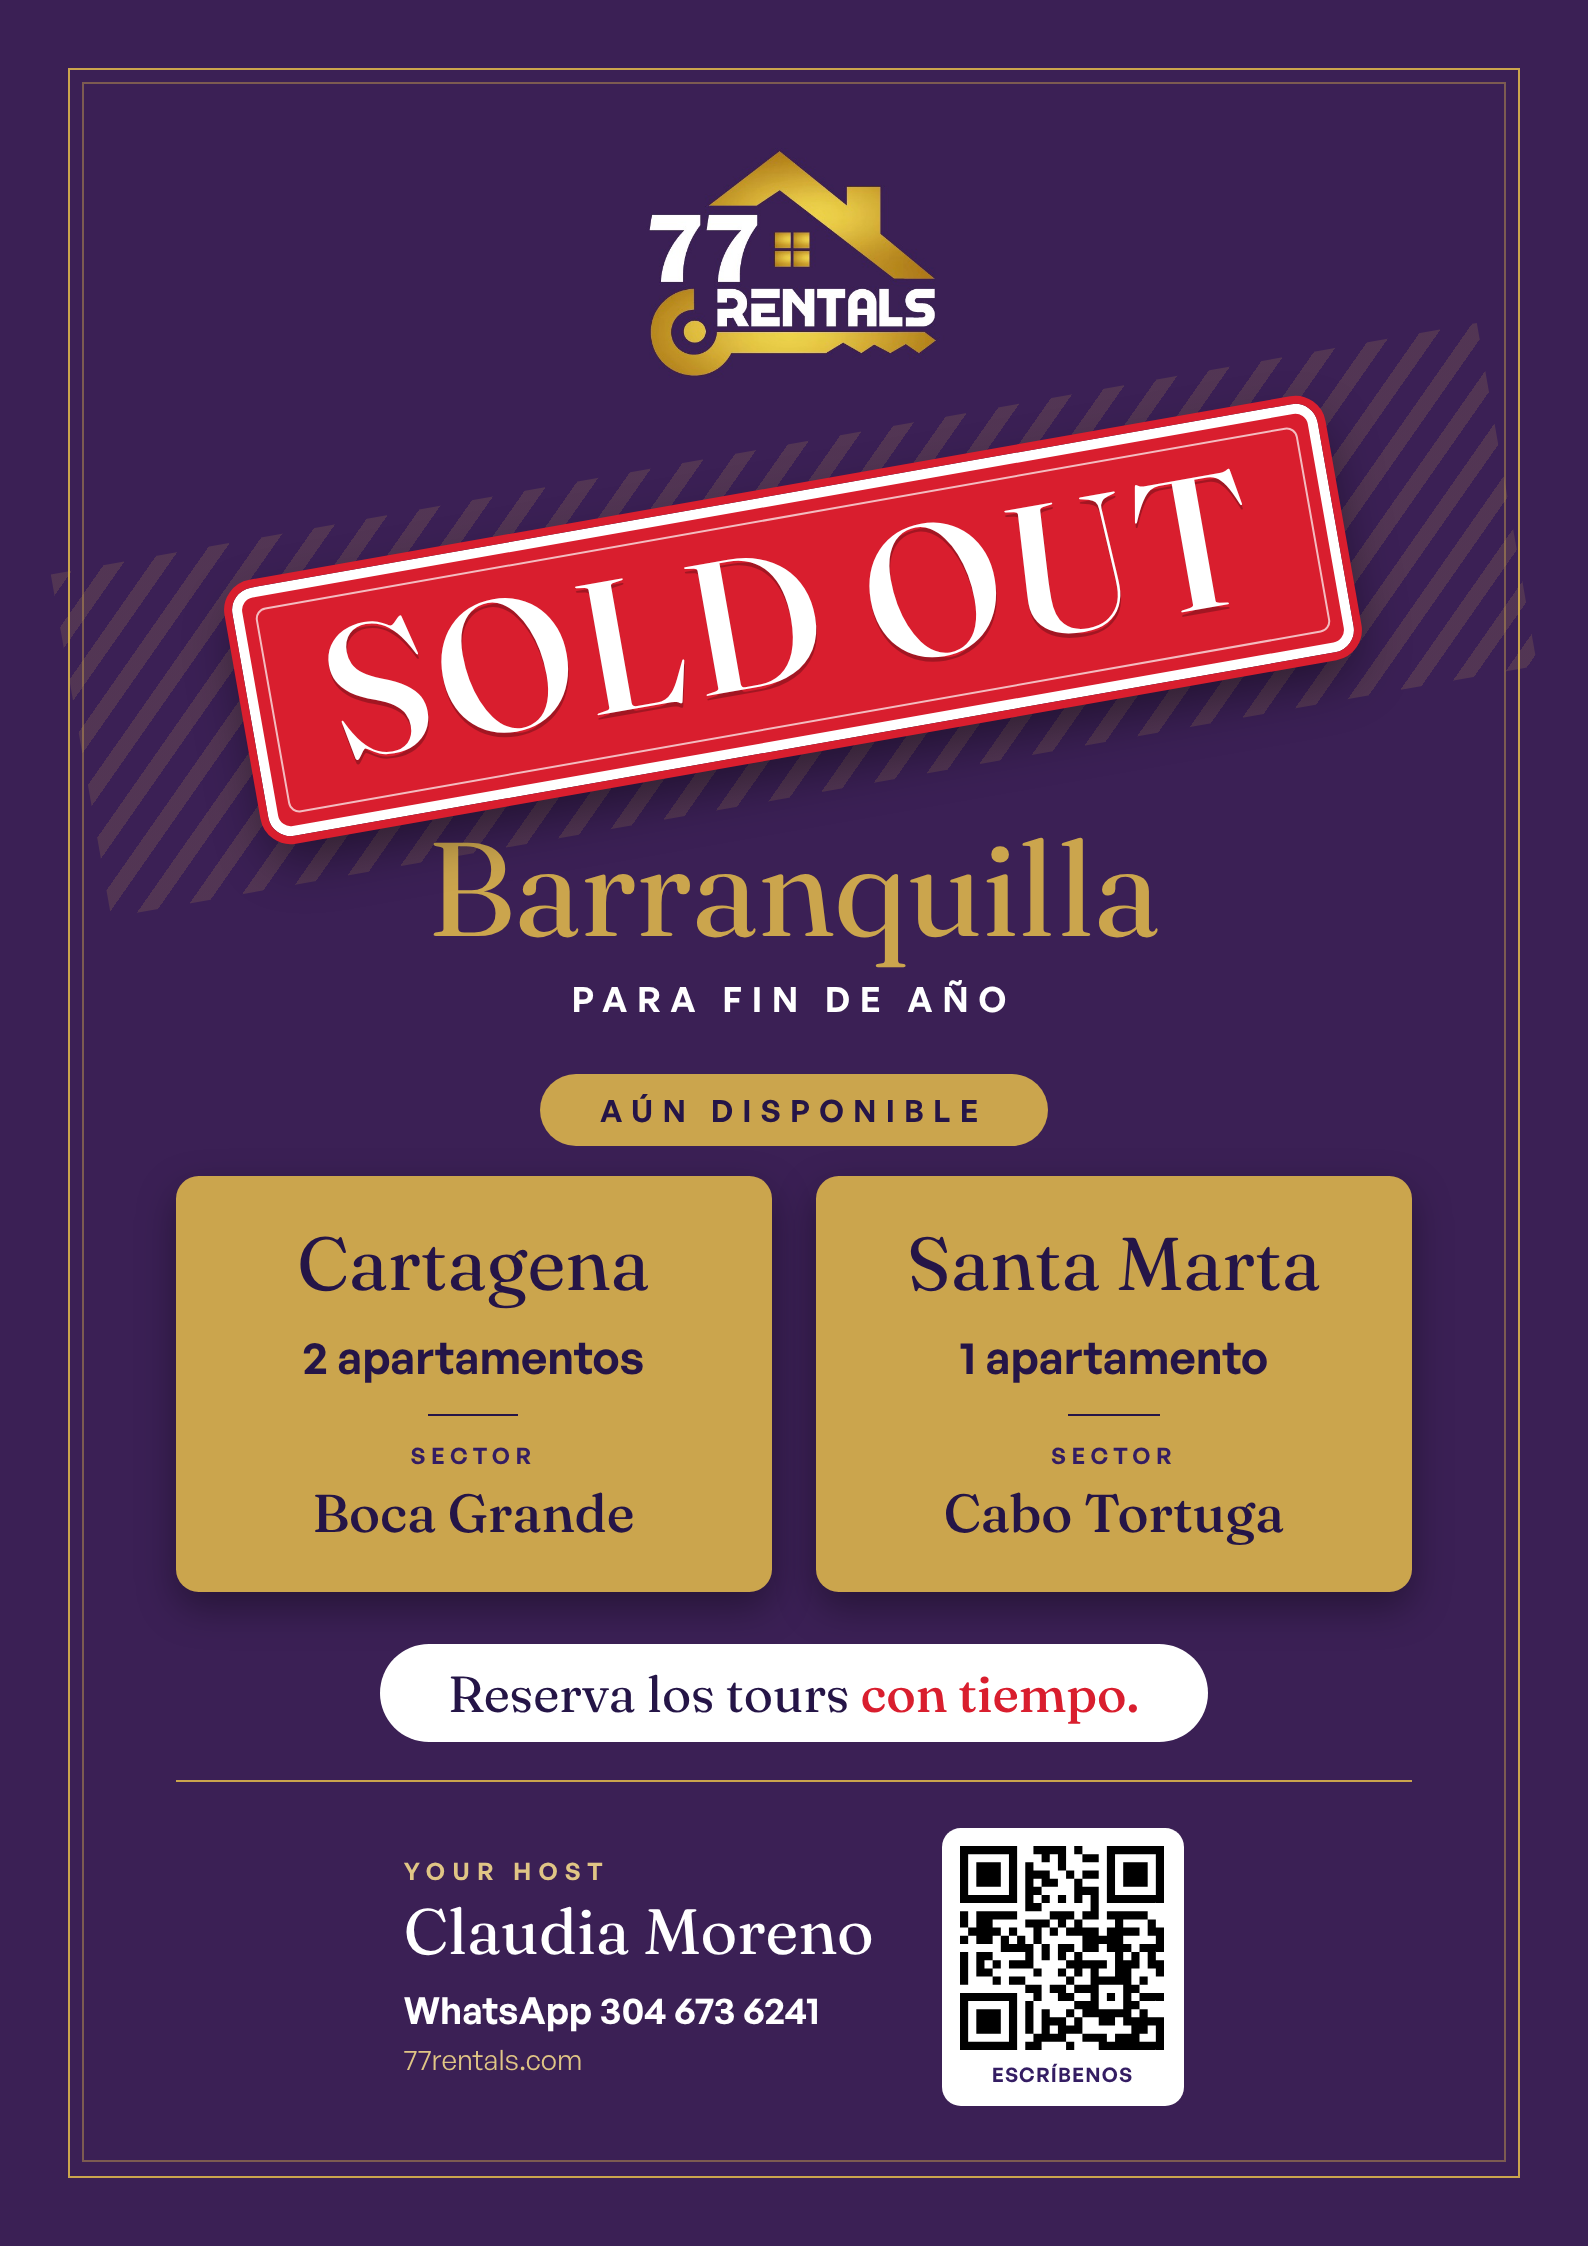 77
RENTALS
SOLD OUT
Barranquilla
PARA FIN DE AÑO
AÚN DISPONIBLE
Cartagena
2 apartamentos
SECTOR
Boca Grande
Santa Marta
1 apartamento
SECTOR
Cabo Tortuga
Reserva los tours con tiempo.
YOUR HOST
Claudia Moreno
WhatsApp 304 673 6241
77rentals.com
ESCRÍBENOS